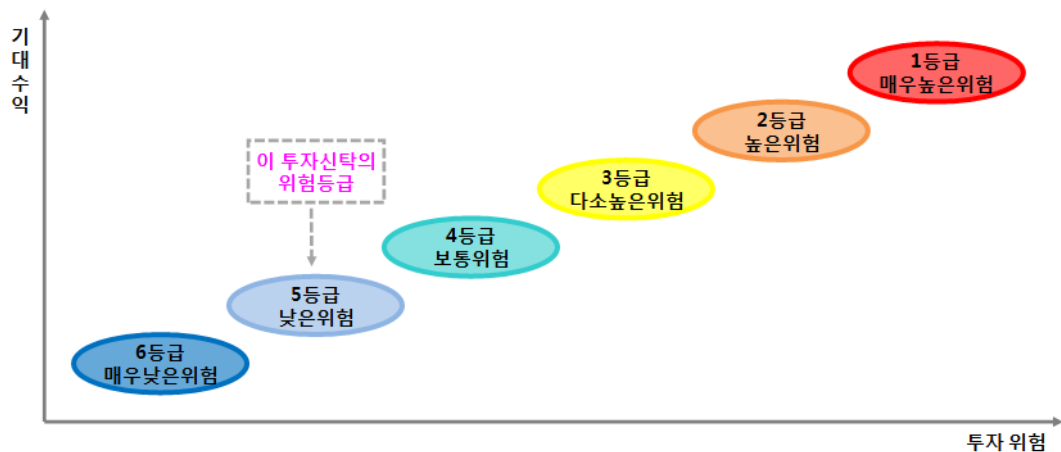 기
대
수
익
1등급
매우높은위험
2등급
높은위험
이 투자신탁의
위험등급
3등급
다소높은위험
4등급
보통위험
5등급
낮은위험
6등급
매우낮은위험
투자 위험